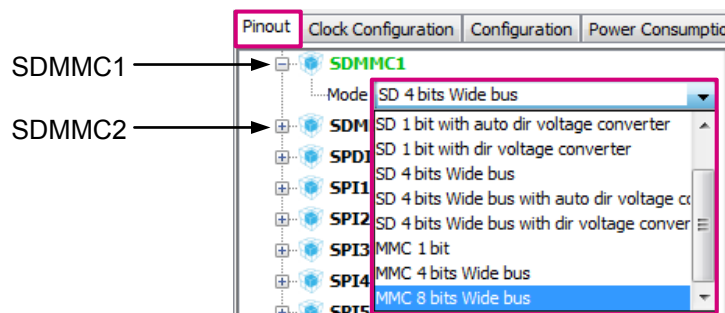 Pinout Clock Configuration Configuration Power Consumptio
SDMMC1 SDMMC1
Mode SD 4 bits Wide bus
SDMMC2 SDM SD 1 bit with auto dir voltage converter
SPDI SD 1 bit with dir voltage converter
SPI1 SD 4 bits Wide bus
SPI2 SD 4 bits Wide bus with auto dir voltage co
SPI3 SD 4 bits Wide bus with dir voltage conver
MMC 1 bit
SPI4 MMC 4 bits Wide bus
SPI5 MMC 8 bits Wide bus